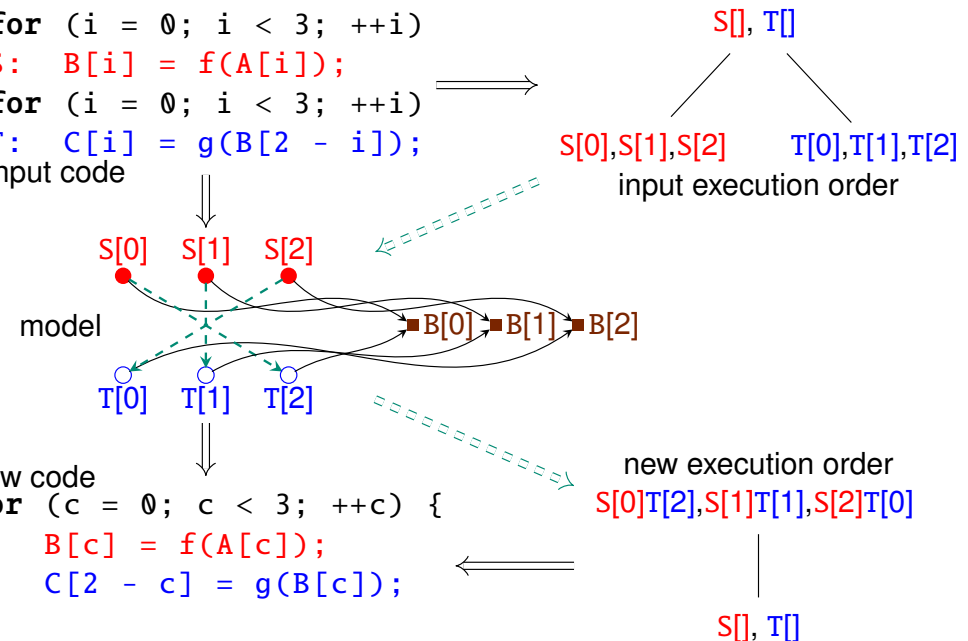 for (i = 0; i < 3; ++i)
S: B[i] = f(A[i]);
for (i = 0; i < 3; ++i)
T: C[i] = g(B[2 - i]);
input code
S[], T[]
S[0],S[1],S[2] T[0],T[1],T[2]
input execution order
S[0] S[1] S[2]
model
B[0] B[1] B[2]
T[0] T[1] T[2]
w code
or (c = 0; c < 3; ++c) {
B[c] = f(A[c]);
C[2 - c] = g(B[c]);
new execution order
S[0]T[2],S[1]T[1],S[2]T[0]
S[], T[]